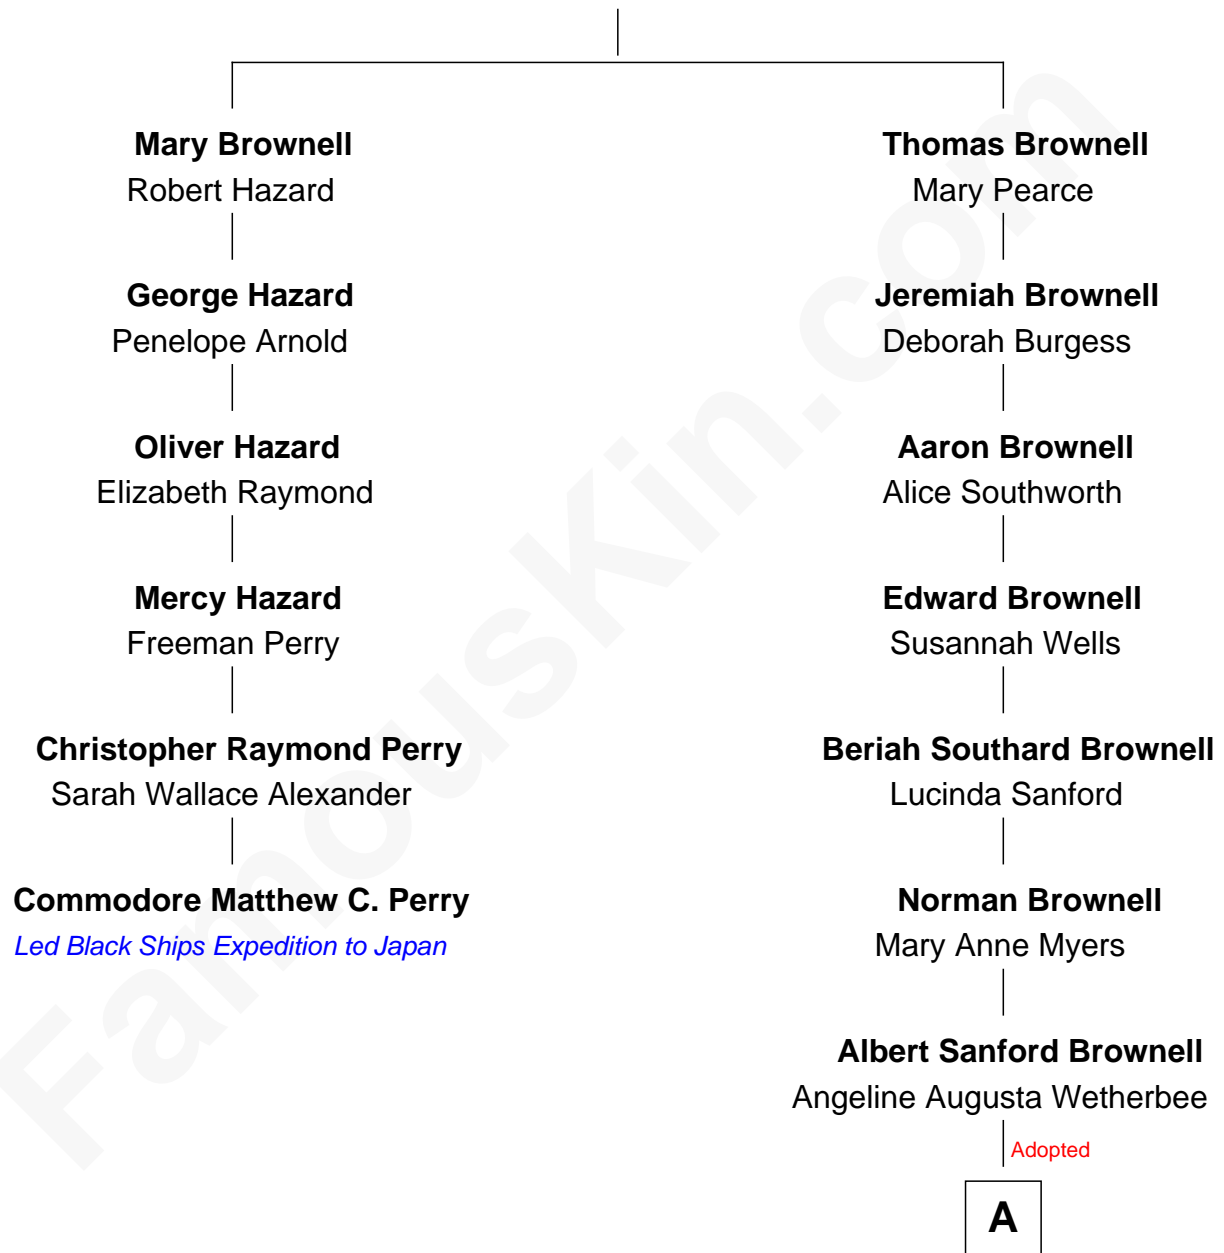 Mary Brownell
Robert Hazard
George Hazard
Penelope Arnold
Oliver Hazard
Elizabeth Raymond
Mercy Hazard
Freeman Perry
Christopher Raymond Perry
Sarah Wallace Alexander
Commodore Matthew C. Perry
Led Black Ships Expedition to Japan
Thomas Brownell
Mary Pearce
Jeremiah Brownell
Deborah Burgess
Aaron Brownell
Alice Southworth
Edward Brownell
Susannah Wells
Beriah Southard Brownell
Lucinda Sanford
Norman Brownell
Mary Anne Myers
Albert Sanford Brownell
Angeline Augusta Wetherbee
Adopted
A
FamousKin.com